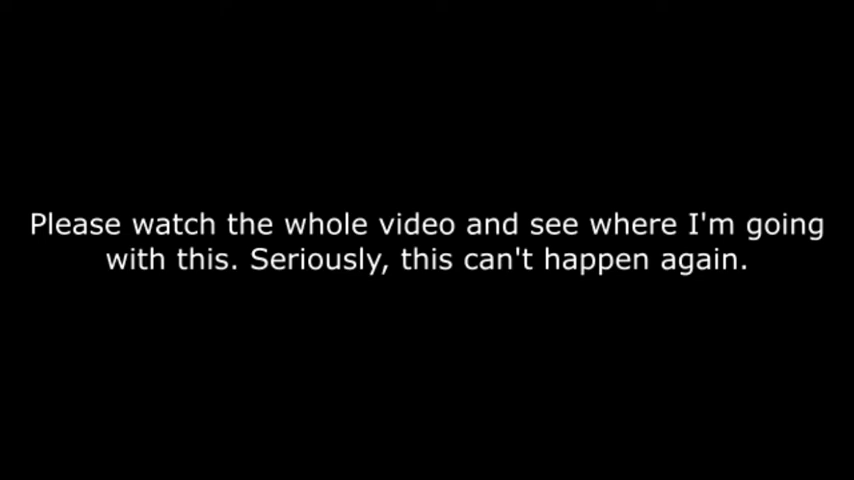 Please watch the whole video and see where I'm going
with this. Seriously, this can't happen again.